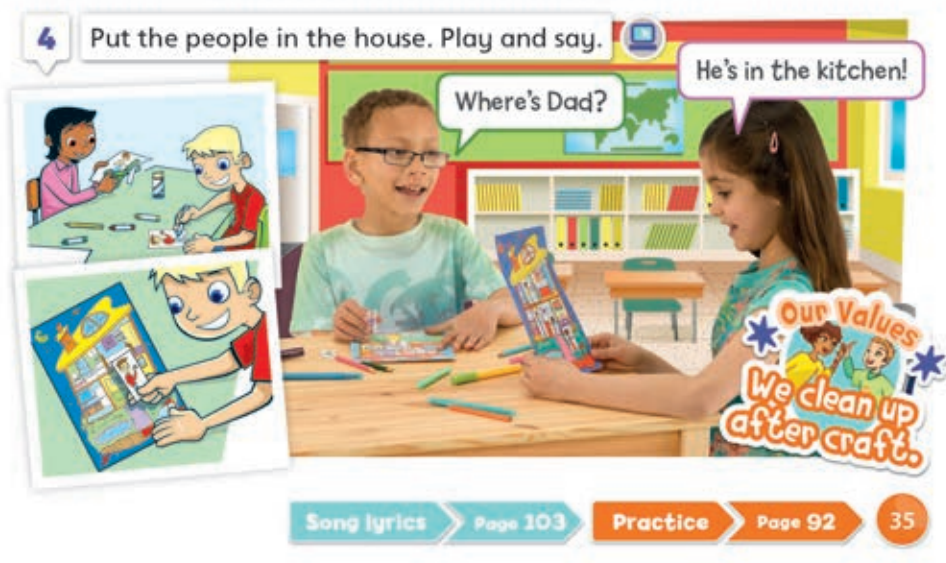 4
Put the people in the house. Play and say.
Where's Dad?
He's in the kitchen!
Our Values
We clean up
after craft.
Song lyrics
Page 103
Practice
Page 92
35